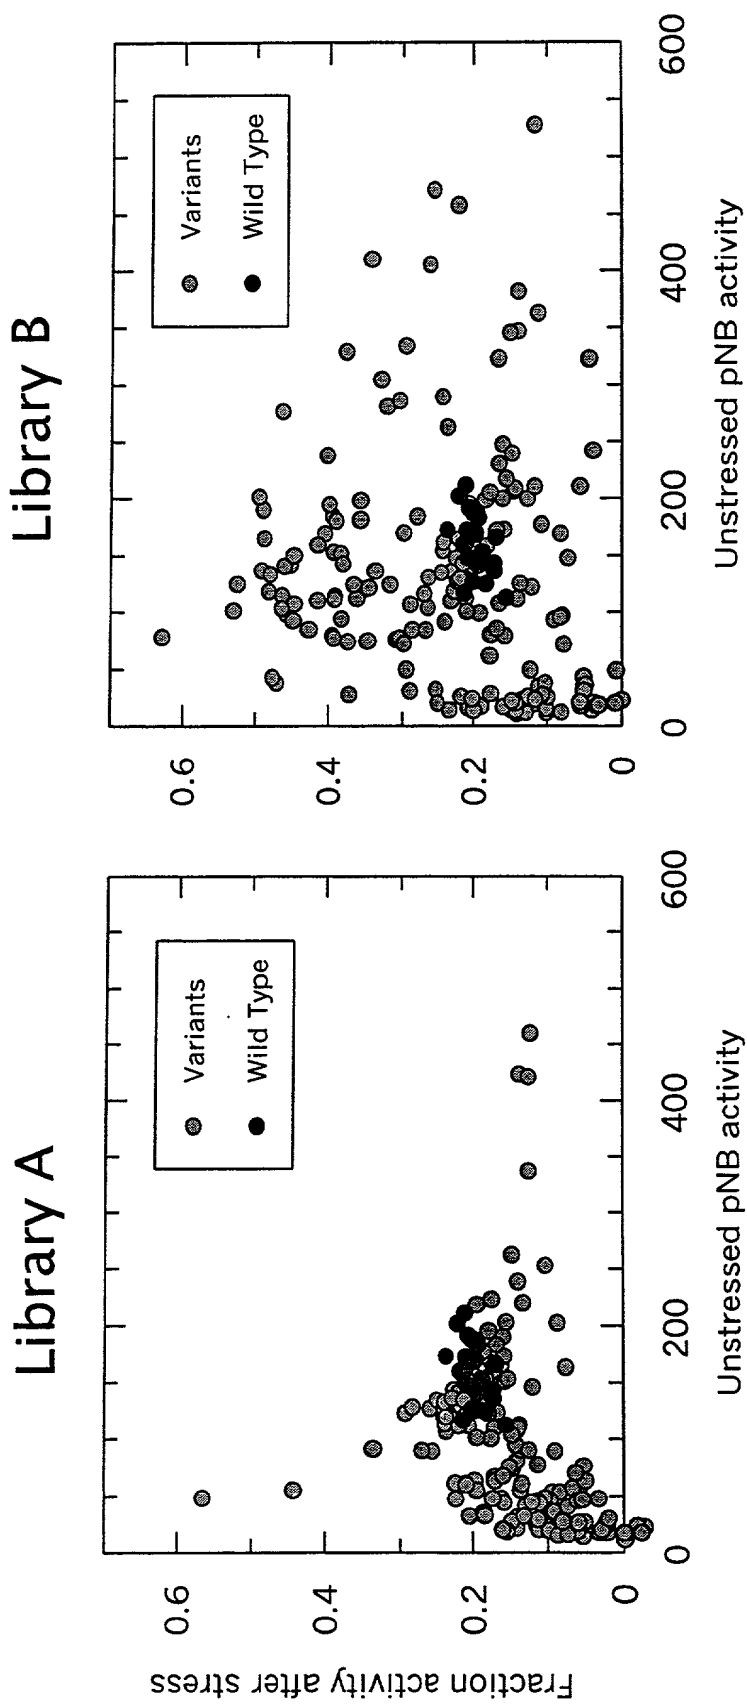 Library A
Variants
Wild Type
Fraction activity after stress
0.6
0.4
0.2
0
0
200
400
600
Unstressed pNB activity
Library B
Variants
Wild Type
0.6
0.4
0.2
0
0
200
400
600
Unstressed pNB activity